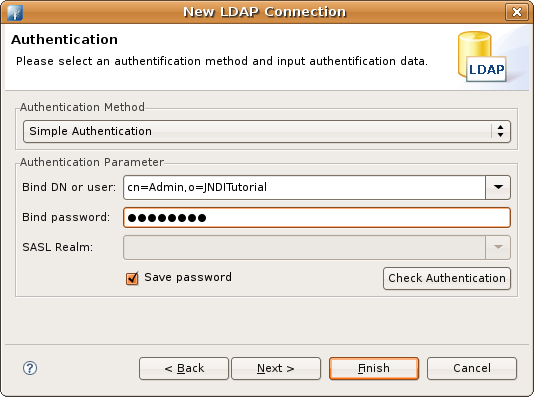 New LDAP Connection
Authentication
Please select an authentification method and input authentification data.
LDAP
Authentication Method
Simple Authentication
Authentication Parameter
Bind DN or user: cn=Admin,o=JNDITutorial
Bind password: ●●●●●●●●
SASL Realm:
Save password Check Authentication
? < Back Next > Finish Cancel